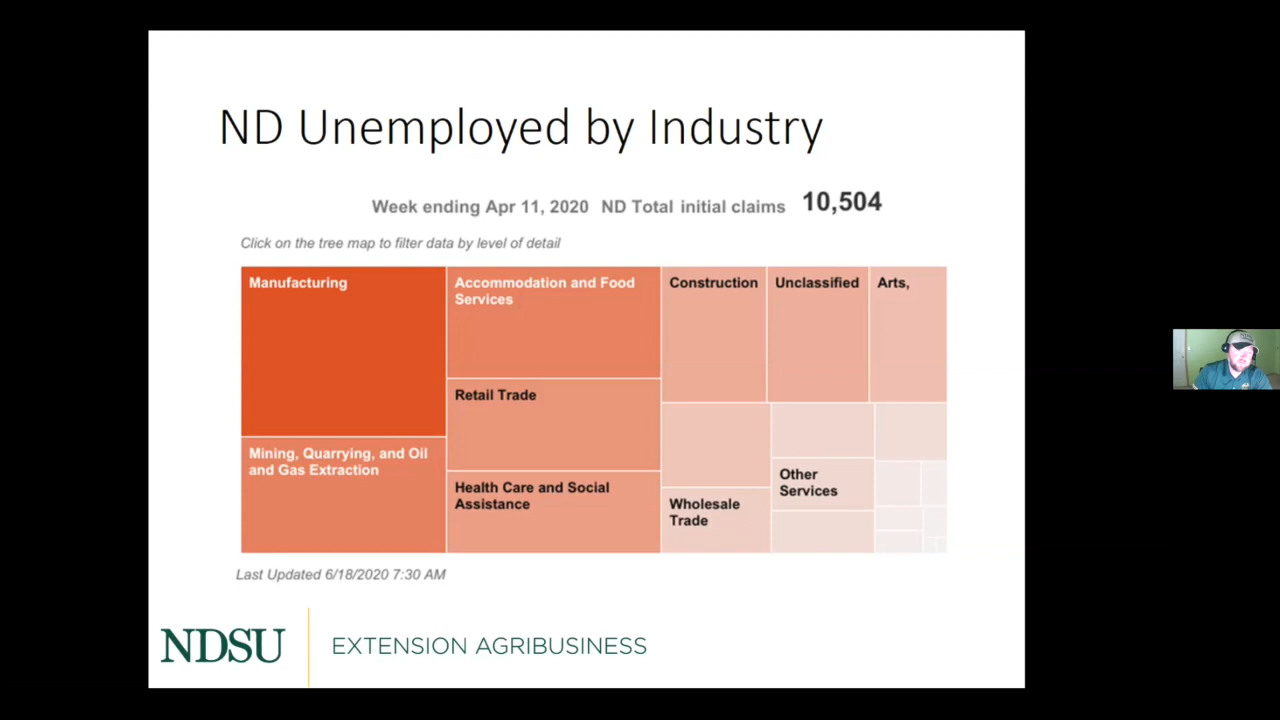 ND Unemployed by Industry
Week ending Apr 11, 2020 ND Total initial claims 10,504
Click on the tree map to filter data by level of detail
Manufacturing
Accommodation and Food
Services
Construction
Unclassified
Arts,
Retail Trade
Mining, Quarrying, and Oil
and Gas Extraction
Health Care and Social
Assistance
Wholesale
Trade
Other
Services
Last Updated 6/18/2020 7:30 AM
NDSU
EXTENSION AGRIBUSINESS